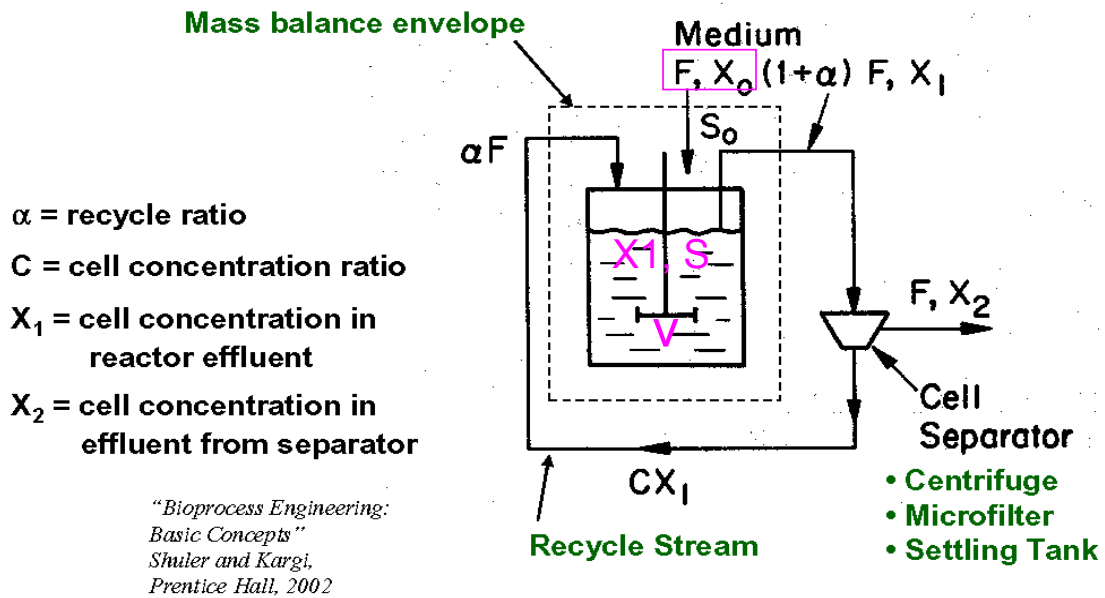 Mass balance envelope
Medium
F, X₀ (1+α) F, X₁
S₀
αF
α = recycle ratio
C = cell concentration ratio
X₁ = cell concentration in
reactor effluent
X₂ = cell concentration in
effluent from separator
X1, S
V
F, X₂
Cell
Separator
CX₁
• Centrifuge
• Microfilter
• Settling Tank
Recycle Stream
“Bioprocess Engineering:
Basic Concepts”
Shuler and Kargi,
Prentice Hall, 2002